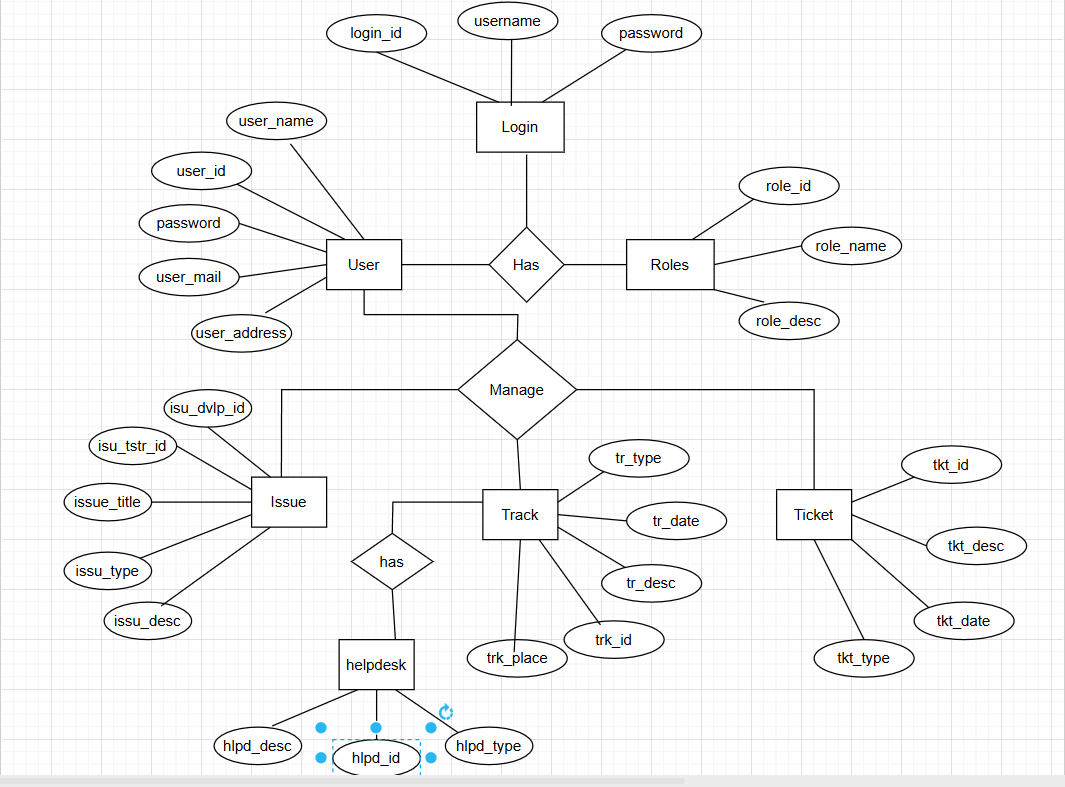 username
login_id
password
user_name
Login
user_id
role_id
password
role_name
User
Has
Roles
user_mail
role_desc
user_address
Manage
isu_dvlp_id
isu_tstr_id
tr_type
tkt_id
issue_title
Issue
Track
tr_date
Ticket
tkt_desc
has
issu_type
tr_desc
issu_desc
tkt_date
trk_id
trk_place
tkt_type
helpdesk
hlpd_desc
hlpd_type
hlpd_id